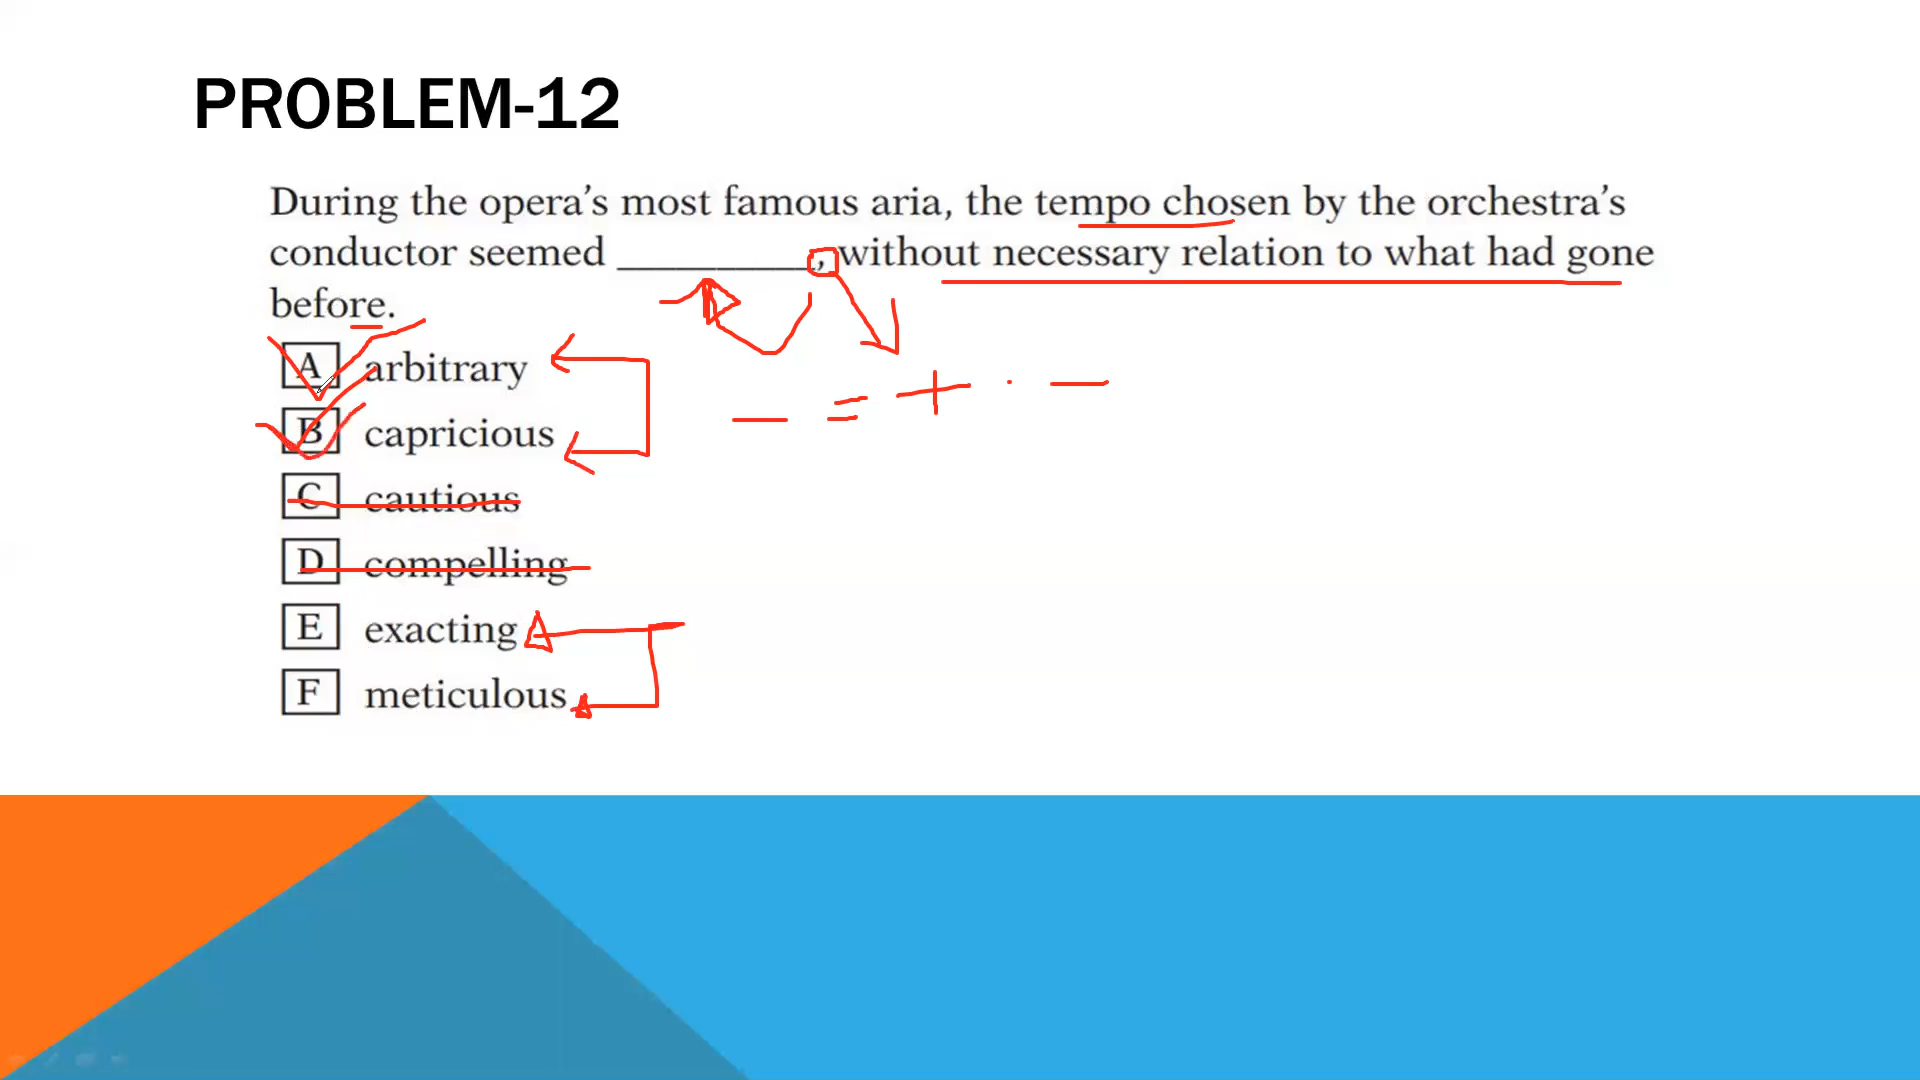 PROBLEM-12
During the opera’s most famous aria, the tempo chosen by the orchestra’s
conductor seemed __________, without necessary relation to what had gone
before.
A arbitrary
B capricious
C cautious
D compelling
E exacting
F meticulous